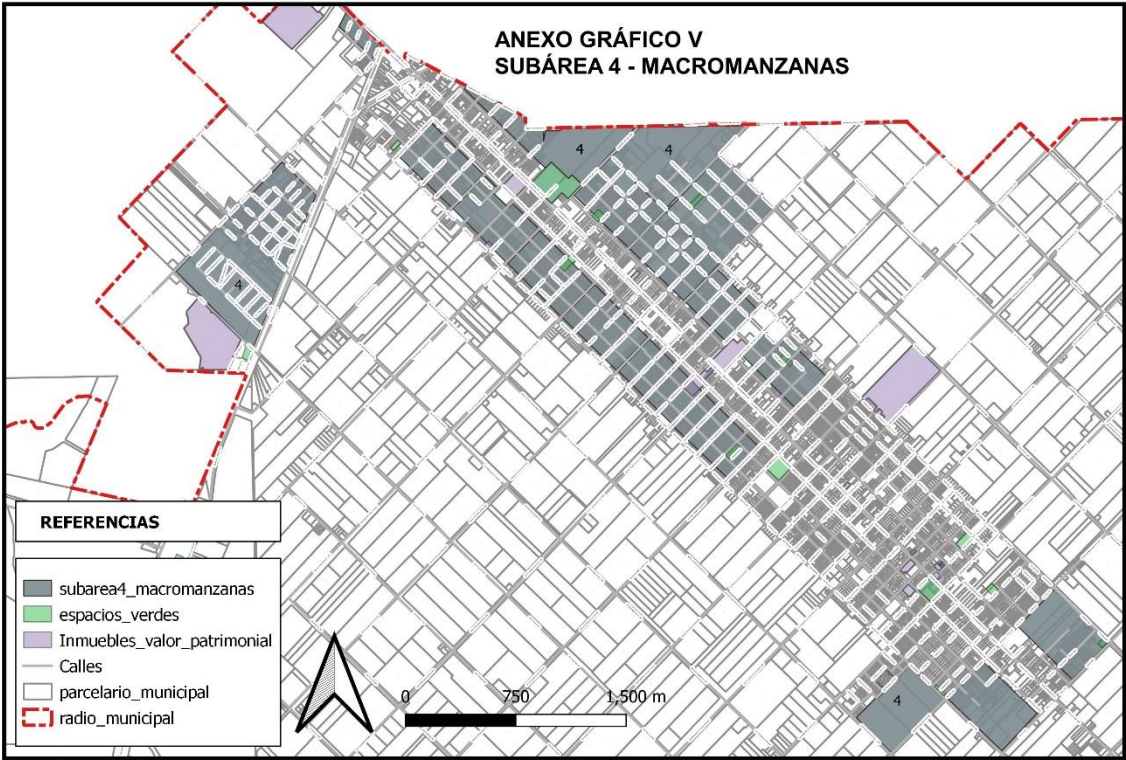 ANEXO GRÁFICO V
SUBÁREA 4 - MACROMANZANAS
4
4
4
REFERENCIAS
subarea4_macromanzanas
espacios_verdes
Inmuebles_valor_patrimonial
Calles
parcelario_municipal
radio_municipal
0 750 1,500 m
4